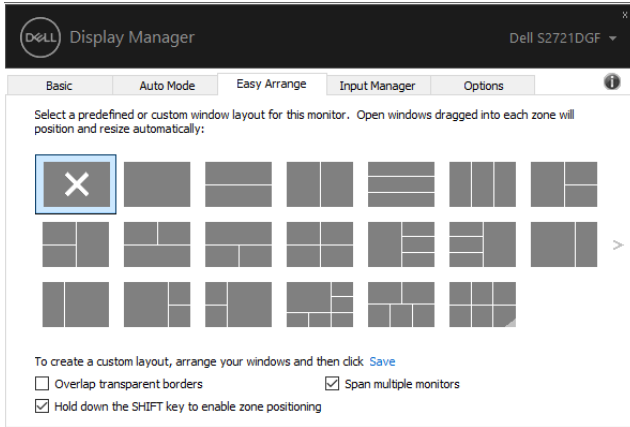 x
DELL Display Manager Dell S2721DGF
Basic Auto Mode Easy Arrange Input Manager Options i
Select a predefined or custom window layout for this monitor. Open windows dragged into each zone will
position and resize automatically:
To create a custom layout, arrange your windows and then click Save
Overlap transparent borders Span multiple monitors
Hold down the SHIFT key to enable zone positioning